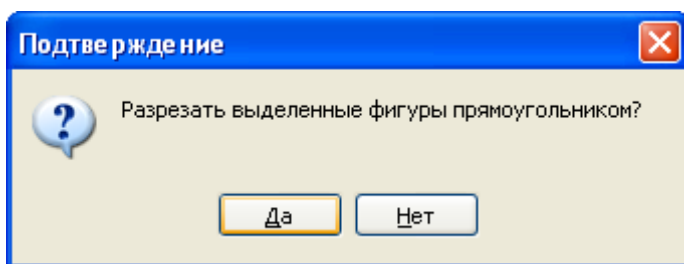 Подтверждение
Разрезать выделенные фигуры прямоугольником?
Да
Нет